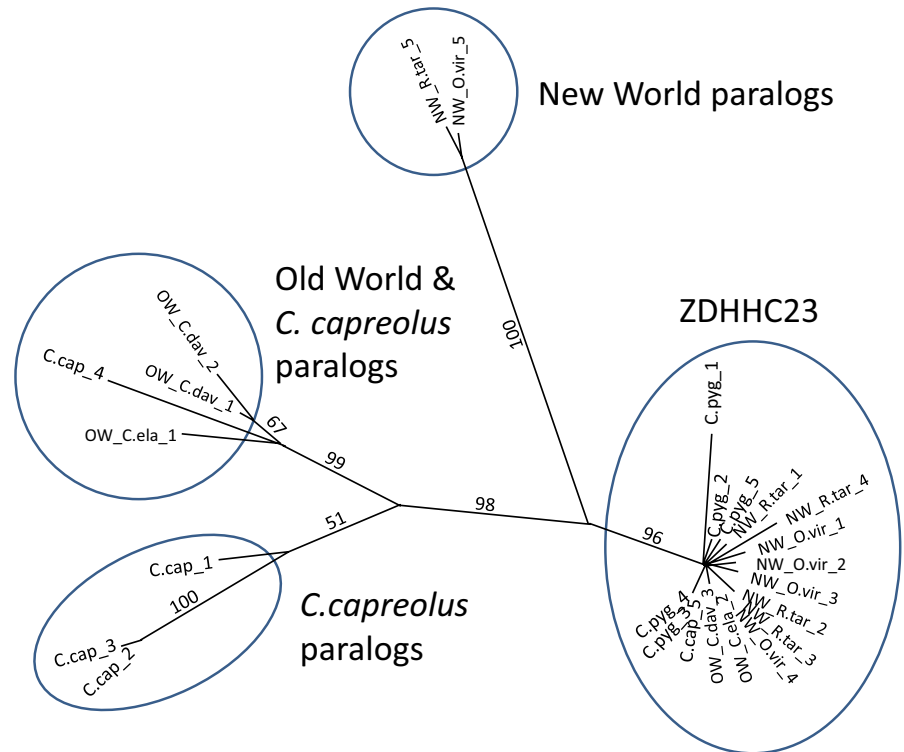 NW_R.tar_5
NW_O.vir_5
New World paralogs
100
Old World &
C. capreolus
paralogs
OW_C.dav_2
C.cap_4
OW_C.dav_1
OW_C.ela_1
67
99
98
51
C.cap_1
100
C.cap_3
C.cap_2
C.capreolus
paralogs
ZDHHC23
96
C.pyg_1
C.pyg_2
C.pyg_5
NW_R.tar_1
NW_R.tar_4
NW_O.vir_1
NW_O.vir_2
NW_O.vir_3
NW_R.tar_2
NW_R.tar_3
NW_O.vir_4
OW_C.ela_2
OW_C.dav_3
C.cap_5
C.pyg_3
C.pyg_4